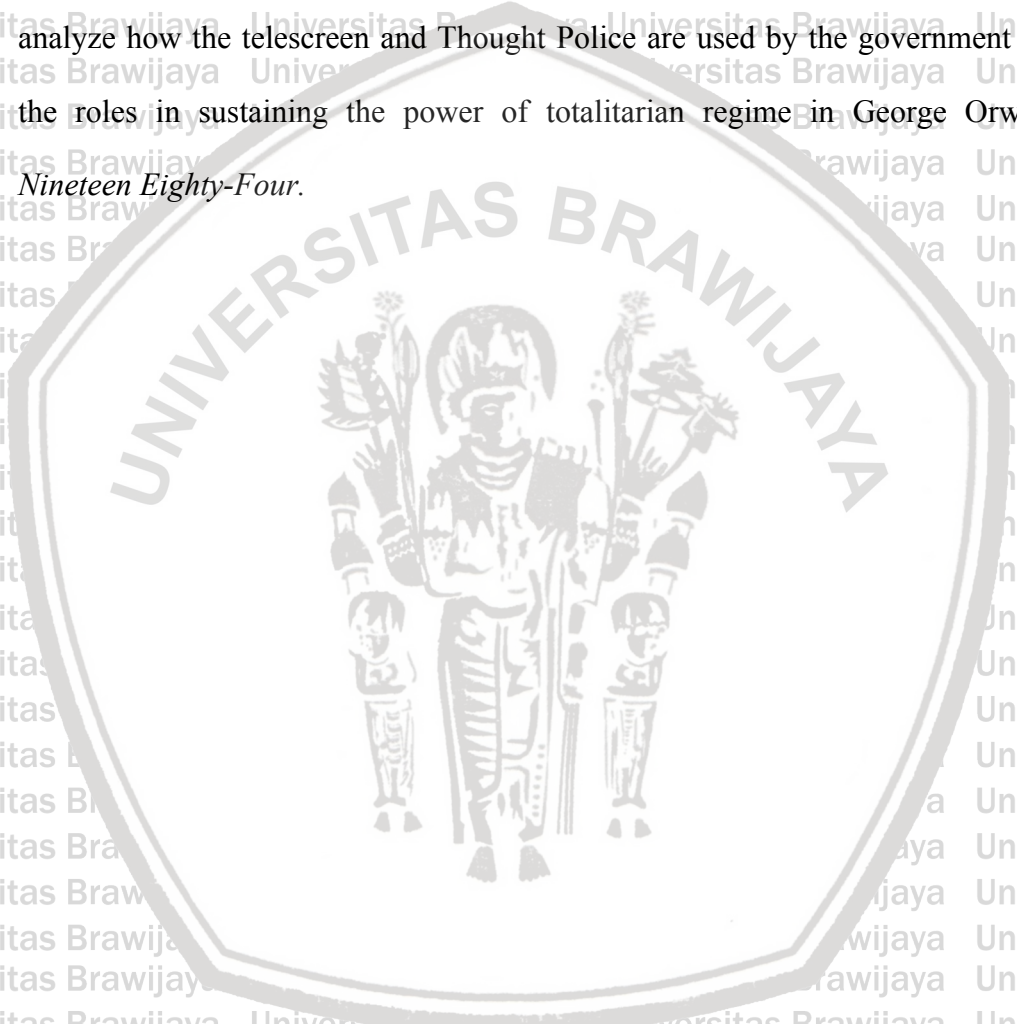 analyze how the telescreen and Thought Police are used by the government
the roles in sustaining the power of totalitarian regime in George Orw
Nineteen Eighty-Four.
UNIVERSITAS BRAWIJAYA